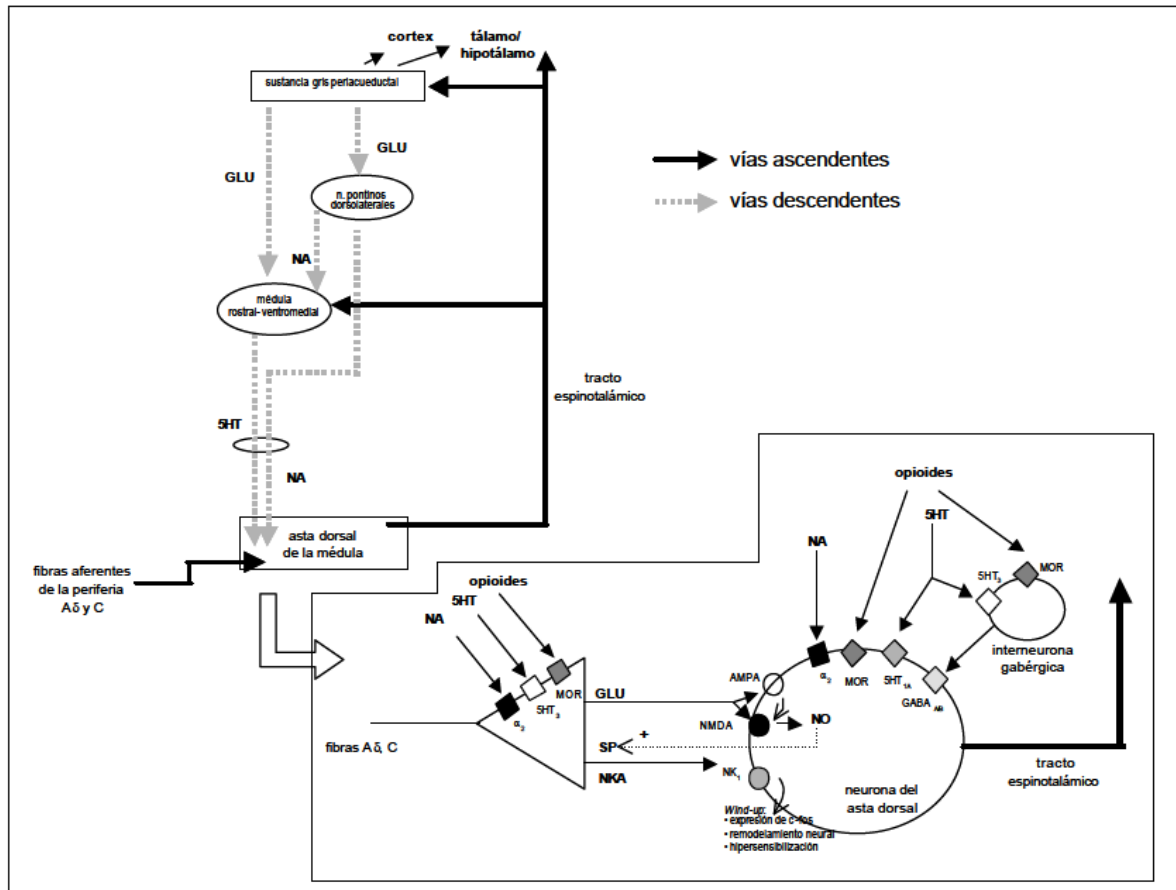 cortex
tálamo/
hipotálamo
sustancia gris periacueductal
GLU
GLU
n. pontinos
dorsolaterales
NA
médula
rostral-ventromedial
vías ascendentes
vías descendentes
tracto
espinotalámico
5HT
NA
asta dorsal
de la médula
fibras aferentes
de la periferia
Aδ y C
opioides
5HT
NA
MOR
5HT3
α2
fibras Aδ, C
GLU
SP
+
NKA
opioides
5HT
NA
5HT3
MOR
interneurona
gabérgica
AMPA
α2
MOR
5HT1A
GABA AB
NMDA
NO
NK1
neurona del
asta dorsal
tracto
espinotalámico
Wind-up:
• expresión de c-fos
• remodelamiento neural
• hipersensibilización